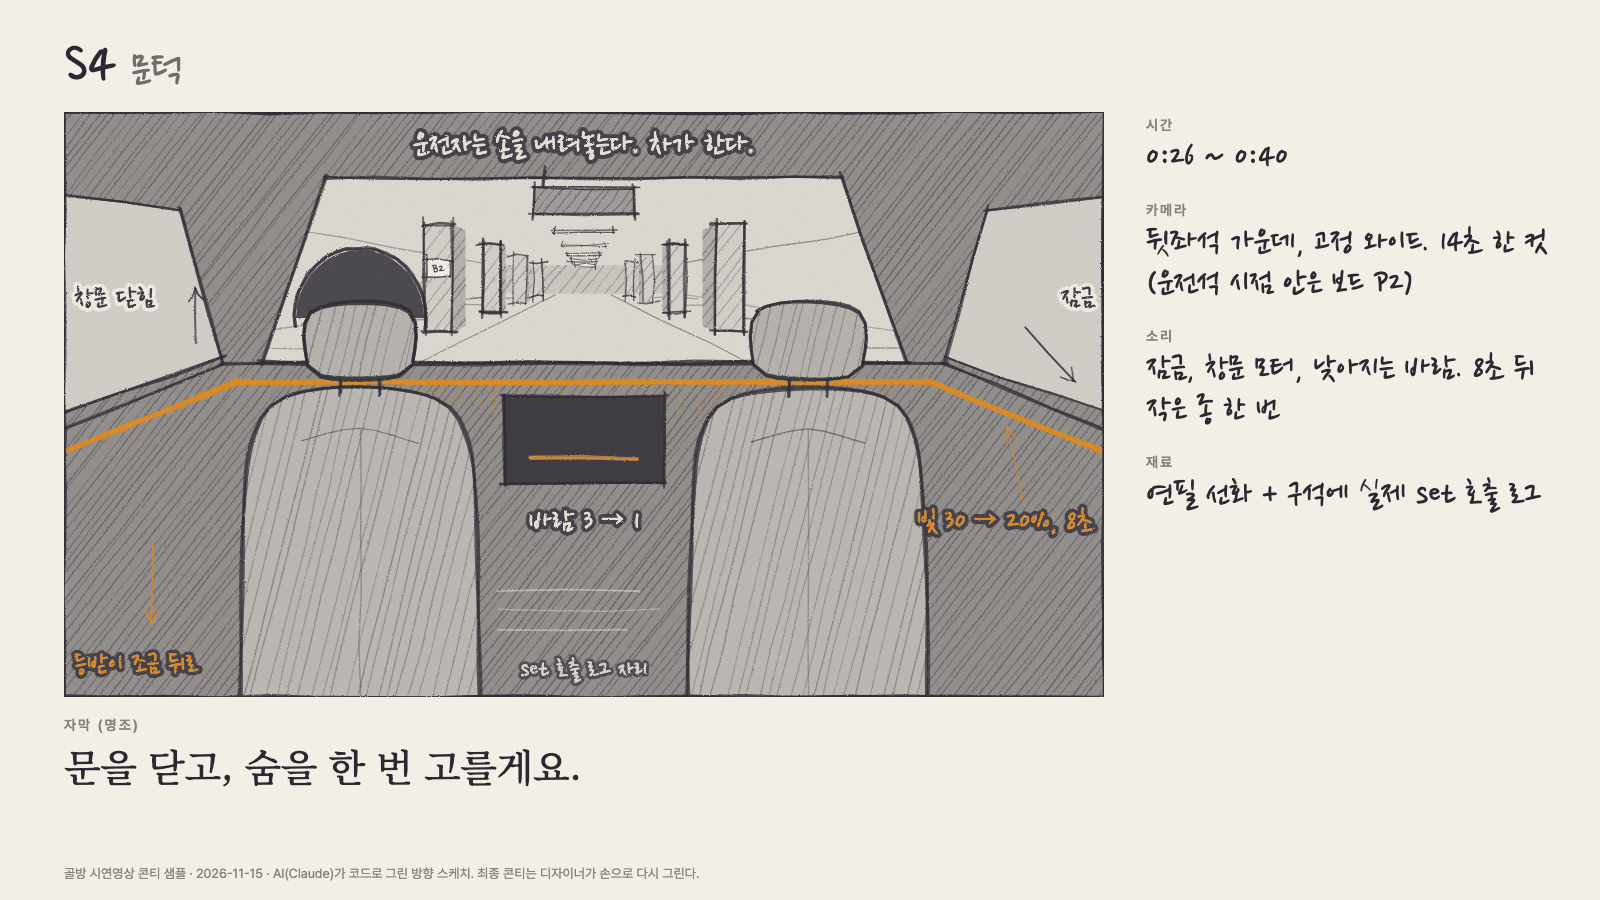 S4 문턱
운전자는 손을 내려놓는다. 차가 한다.
B2
창문 닫힘
잠금
바람 3 → 1
빛 30 → 20%, 8초
등받이 조금 뒤로
set 호출 로그 자리
시간
0:26 ~ 0:40
카메라
뒷좌석 가운데, 고정 와이드. 14초 한 컷
(운전석 시점 안은 보드 P2)
소리
잠금, 창문 모터, 낮아지는 바람. 8초 뒤
작은 종 한 번
재료
연필 선화 + 구석에 실제 set 호출 로그
자막 (명조)
문을 닫고, 숨을 한 번 고를게요.
골방 시연영상 콘티 샘플 · 2026-11-15 · AI(Claude)가 코드로 그린 방향 스케치. 최종 콘티는 디자이너가 손으로 다시 그린다.